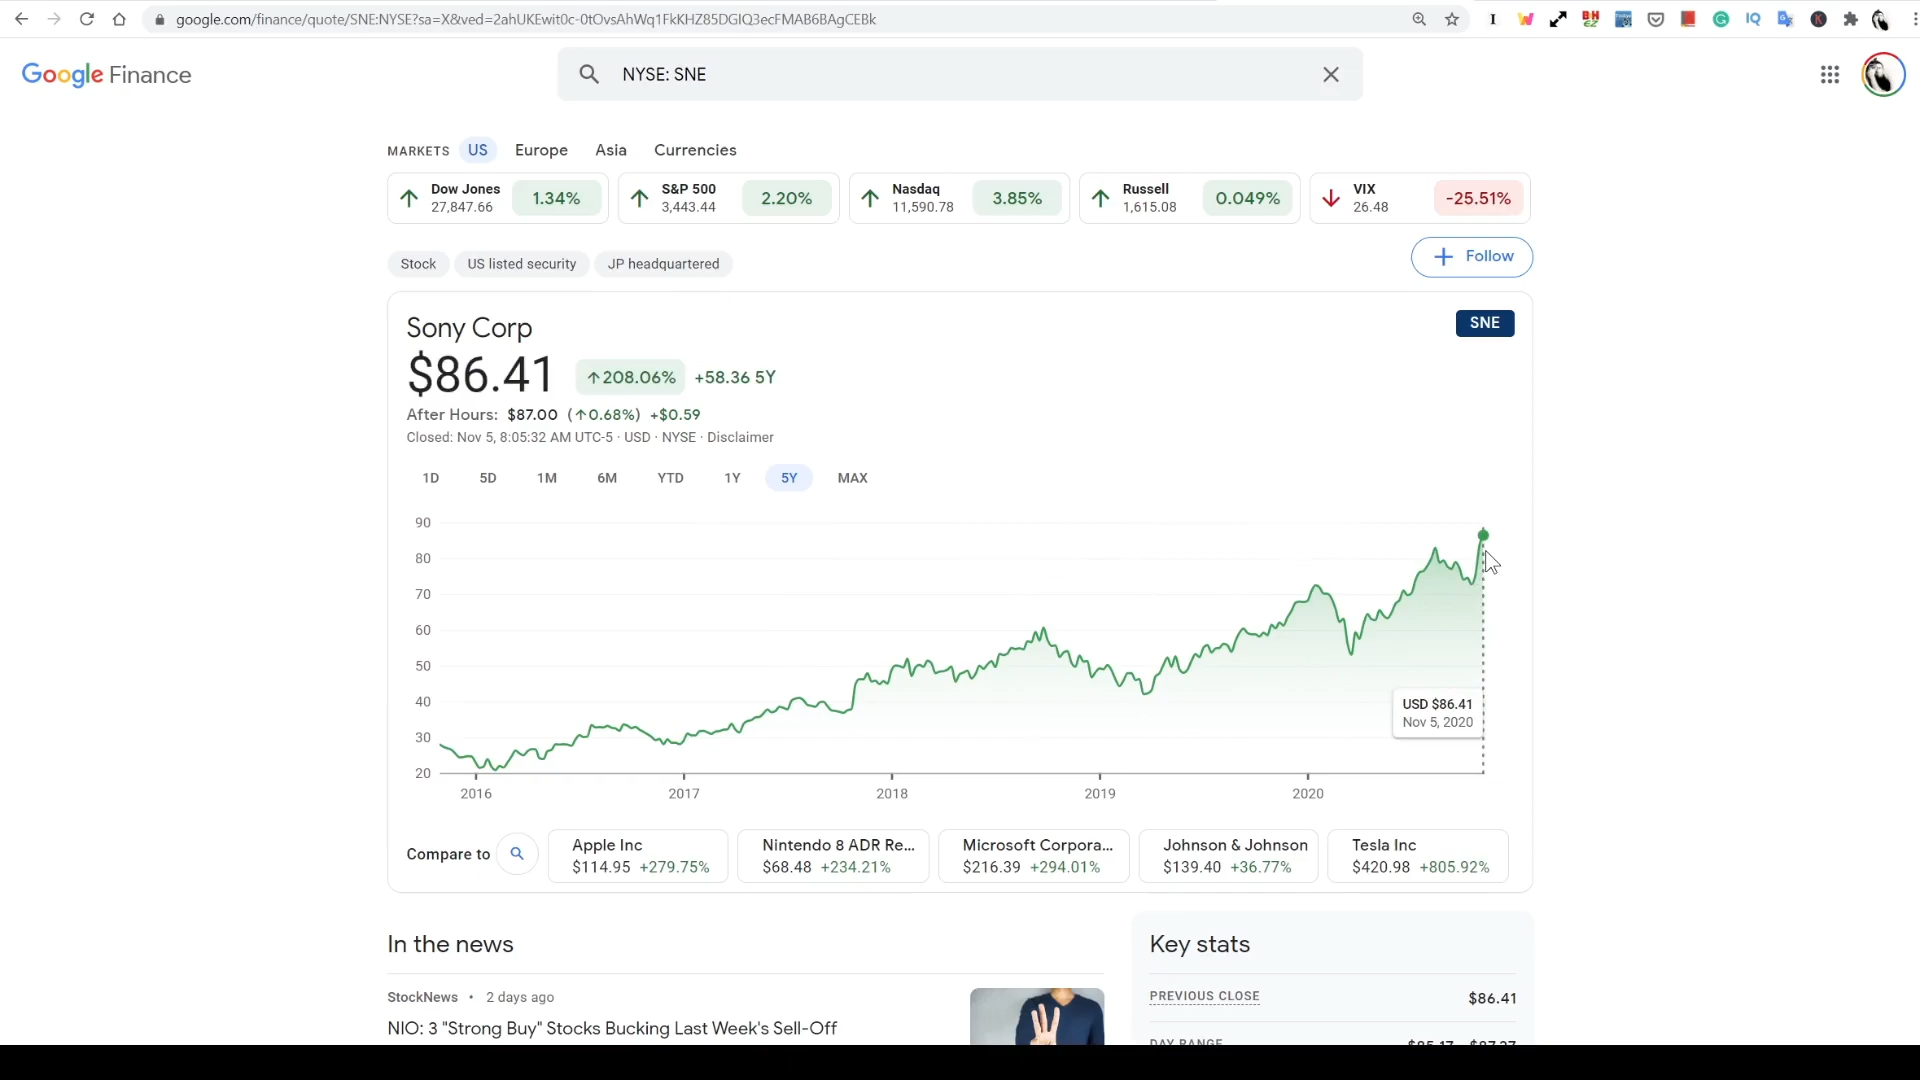 google.com/finance/quote/SNE:NYSE?sa=X&ved=2ahUKEwit0c-0tOvsAhWq1FkKHZ85DGIQ3ecFMAB6BAgCEBk
Google Finance
NYSE: SNE
MARKETS US Europe Asia Currencies
Dow Jones
27,847.66
1.34%
S&P 500
3,443.44
2.20%
Nasdaq
11,590.78
3.85%
Russell
1,615.08
0.049%
VIX
26.48
-25.51%
Stock US listed security JP headquartered
+ Follow
Sony Corp
SNE
$86.41 ↑208.06% +58.36 5Y
After Hours: $87.00 (↑0.68%) +$0.59
Closed: Nov 5, 8:05:32 AM UTC-5 · USD · NYSE · Disclaimer
1D 5D 1M 6M YTD 1Y 5Y MAX
90
80
70
60
50
40
30
20
USD $86.41
Nov 5, 2020
2016 2017 2018 2019 2020
Compare to
Apple Inc
$114.95 +279.75%
Nintendo 8 ADR Re...
$68.48 +234.21%
Microsoft Corpora...
$216.39 +294.01%
Johnson & Johnson
$139.40 +36.77%
Tesla Inc
$420.98 +805.92%
In the news
StockNews • 2 days ago
NIO: 3 "Strong Buy" Stocks Bucking Last Week's Sell-Off
Key stats
PREVIOUS CLOSE $86.41
DAY RANGE $85.17 - $87.37